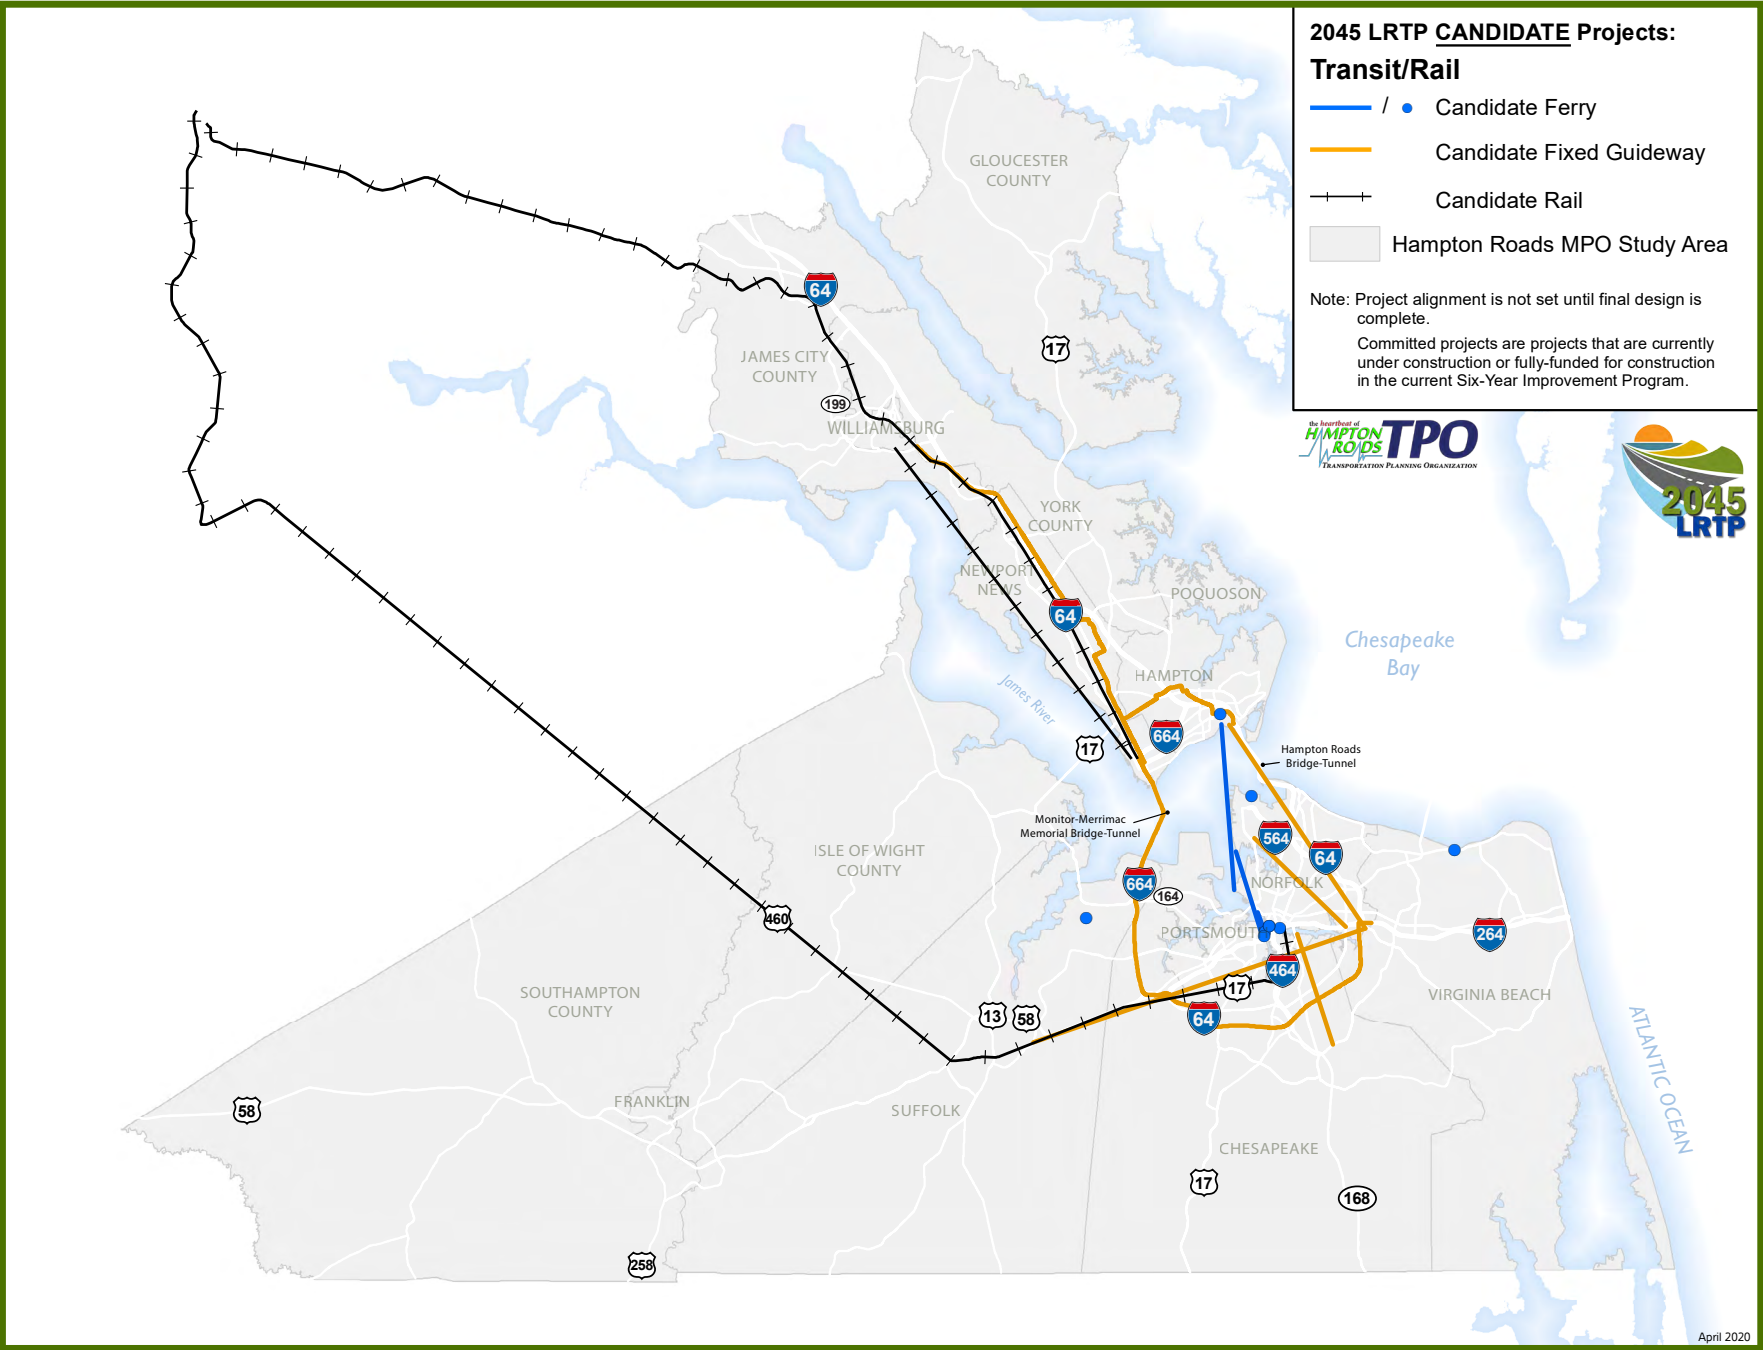 2045 LRTP CANDIDATE Projects:
Transit/Rail
/ Candidate Ferry
Candidate Fixed Guideway
Candidate Rail
Hampton Roads MPO Study Area
Note: Project alignment is not set until final design is
complete.
Committed projects are projects that are currently
under construction or fully-funded for construction
in the current Six-Year Improvement Program.
the heartbeat of
HAMPTON
ROADS
TPO
TRANSPORTATION PLANNING ORGANIZATION
2045
LRTP
GLOUCESTER
COUNTY
64
17
JAMES CITY
COUNTY
199
WILLIAMSBURG
YORK
COUNTY
NEWPORT
NEWS
POQUOSON
64
Chesapeake
Bay
HAMPTON
James River
17
664
Hampton Roads
Bridge-Tunnel
Monitor-Merrimac
Memorial Bridge-Tunnel
564
64
ISLE OF WIGHT
COUNTY
664
164
NORFOLK
460
PORTSMOUTH
264
464
SOUTHAMPTON
COUNTY
17
VIRGINIA BEACH
13
58
64
ATLANTIC OCEAN
58
FRANKLIN
SUFFOLK
CHESAPEAKE
17
168
258
April 2020